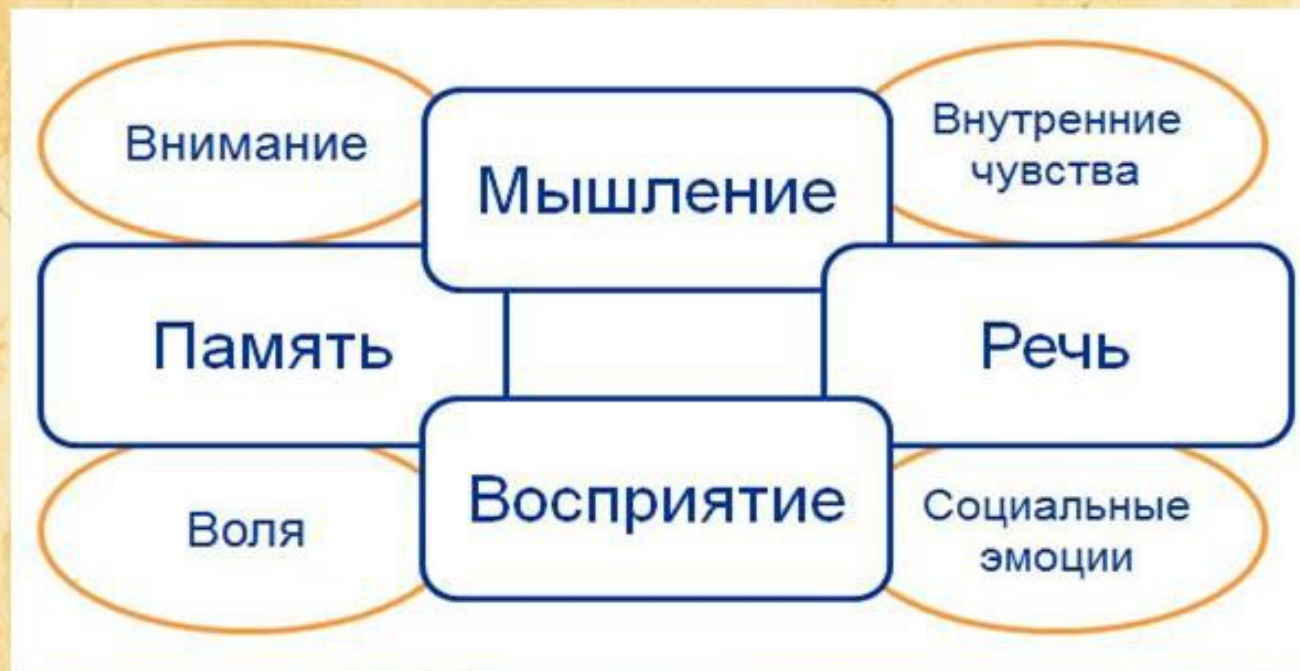 Внимание
Мышление
Внутренние
чувства
Память
Речь
Воля
Восприятие
Социальные
эмоции